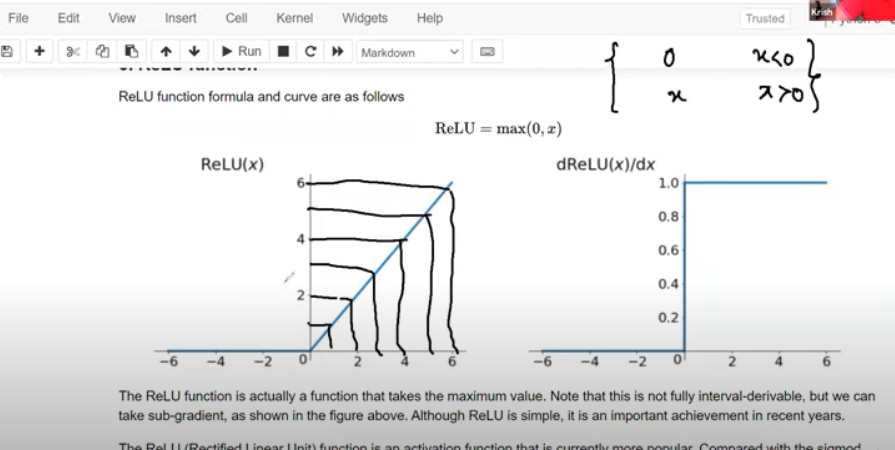 File Edit View Insert Cell Kernel Widgets Help
Trusted
Krish
Run Markdown
0 x<0
x x>0
ReLU function formula and curve are as follows
ReLU = max(0, x)
ReLU(x)
6
4
2
−6 −4 −2 0 2 4 6
dReLU(x)/dx
1.0
0.8
0.6
0.4
0.2
−6 −4 −2 0 2 4 6
The ReLU function is actually a function that takes the maximum value. Note that this is not fully interval-derivable, but we can
take sub-gradient, as shown in the figure above. Although ReLU is simple, it is an important achievement in recent years.
The ReLU (Rectified Linear Unit) function is an activation function that is currently more popular. Compared with the sigmod